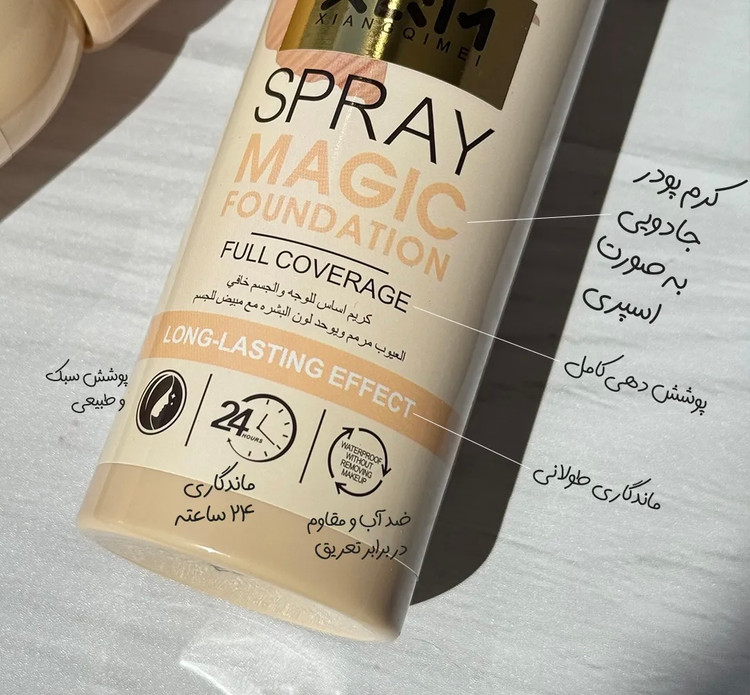 XIANGQIMEI
SPRAY
MAGIC
FOUNDATION
FULL COVERAGE
كريم اساس للوجه والجسم خافي
العيوب مرمم ويوحد لون البشره مع مبيض للجسم
LONG-LASTING EFFECT
24
HOURS
WATERPROOF
WITHOUT
REMOVING
MAKEUP
کرم پودر
جادویی
به صورت
اسپری
پوشش دهی کامل
ماندگاری طولانی
پوشش سبک
و طبیعی
ماندگاری
۲۴ ساعته
ضد آب و مقاوم
در برابر تعریق